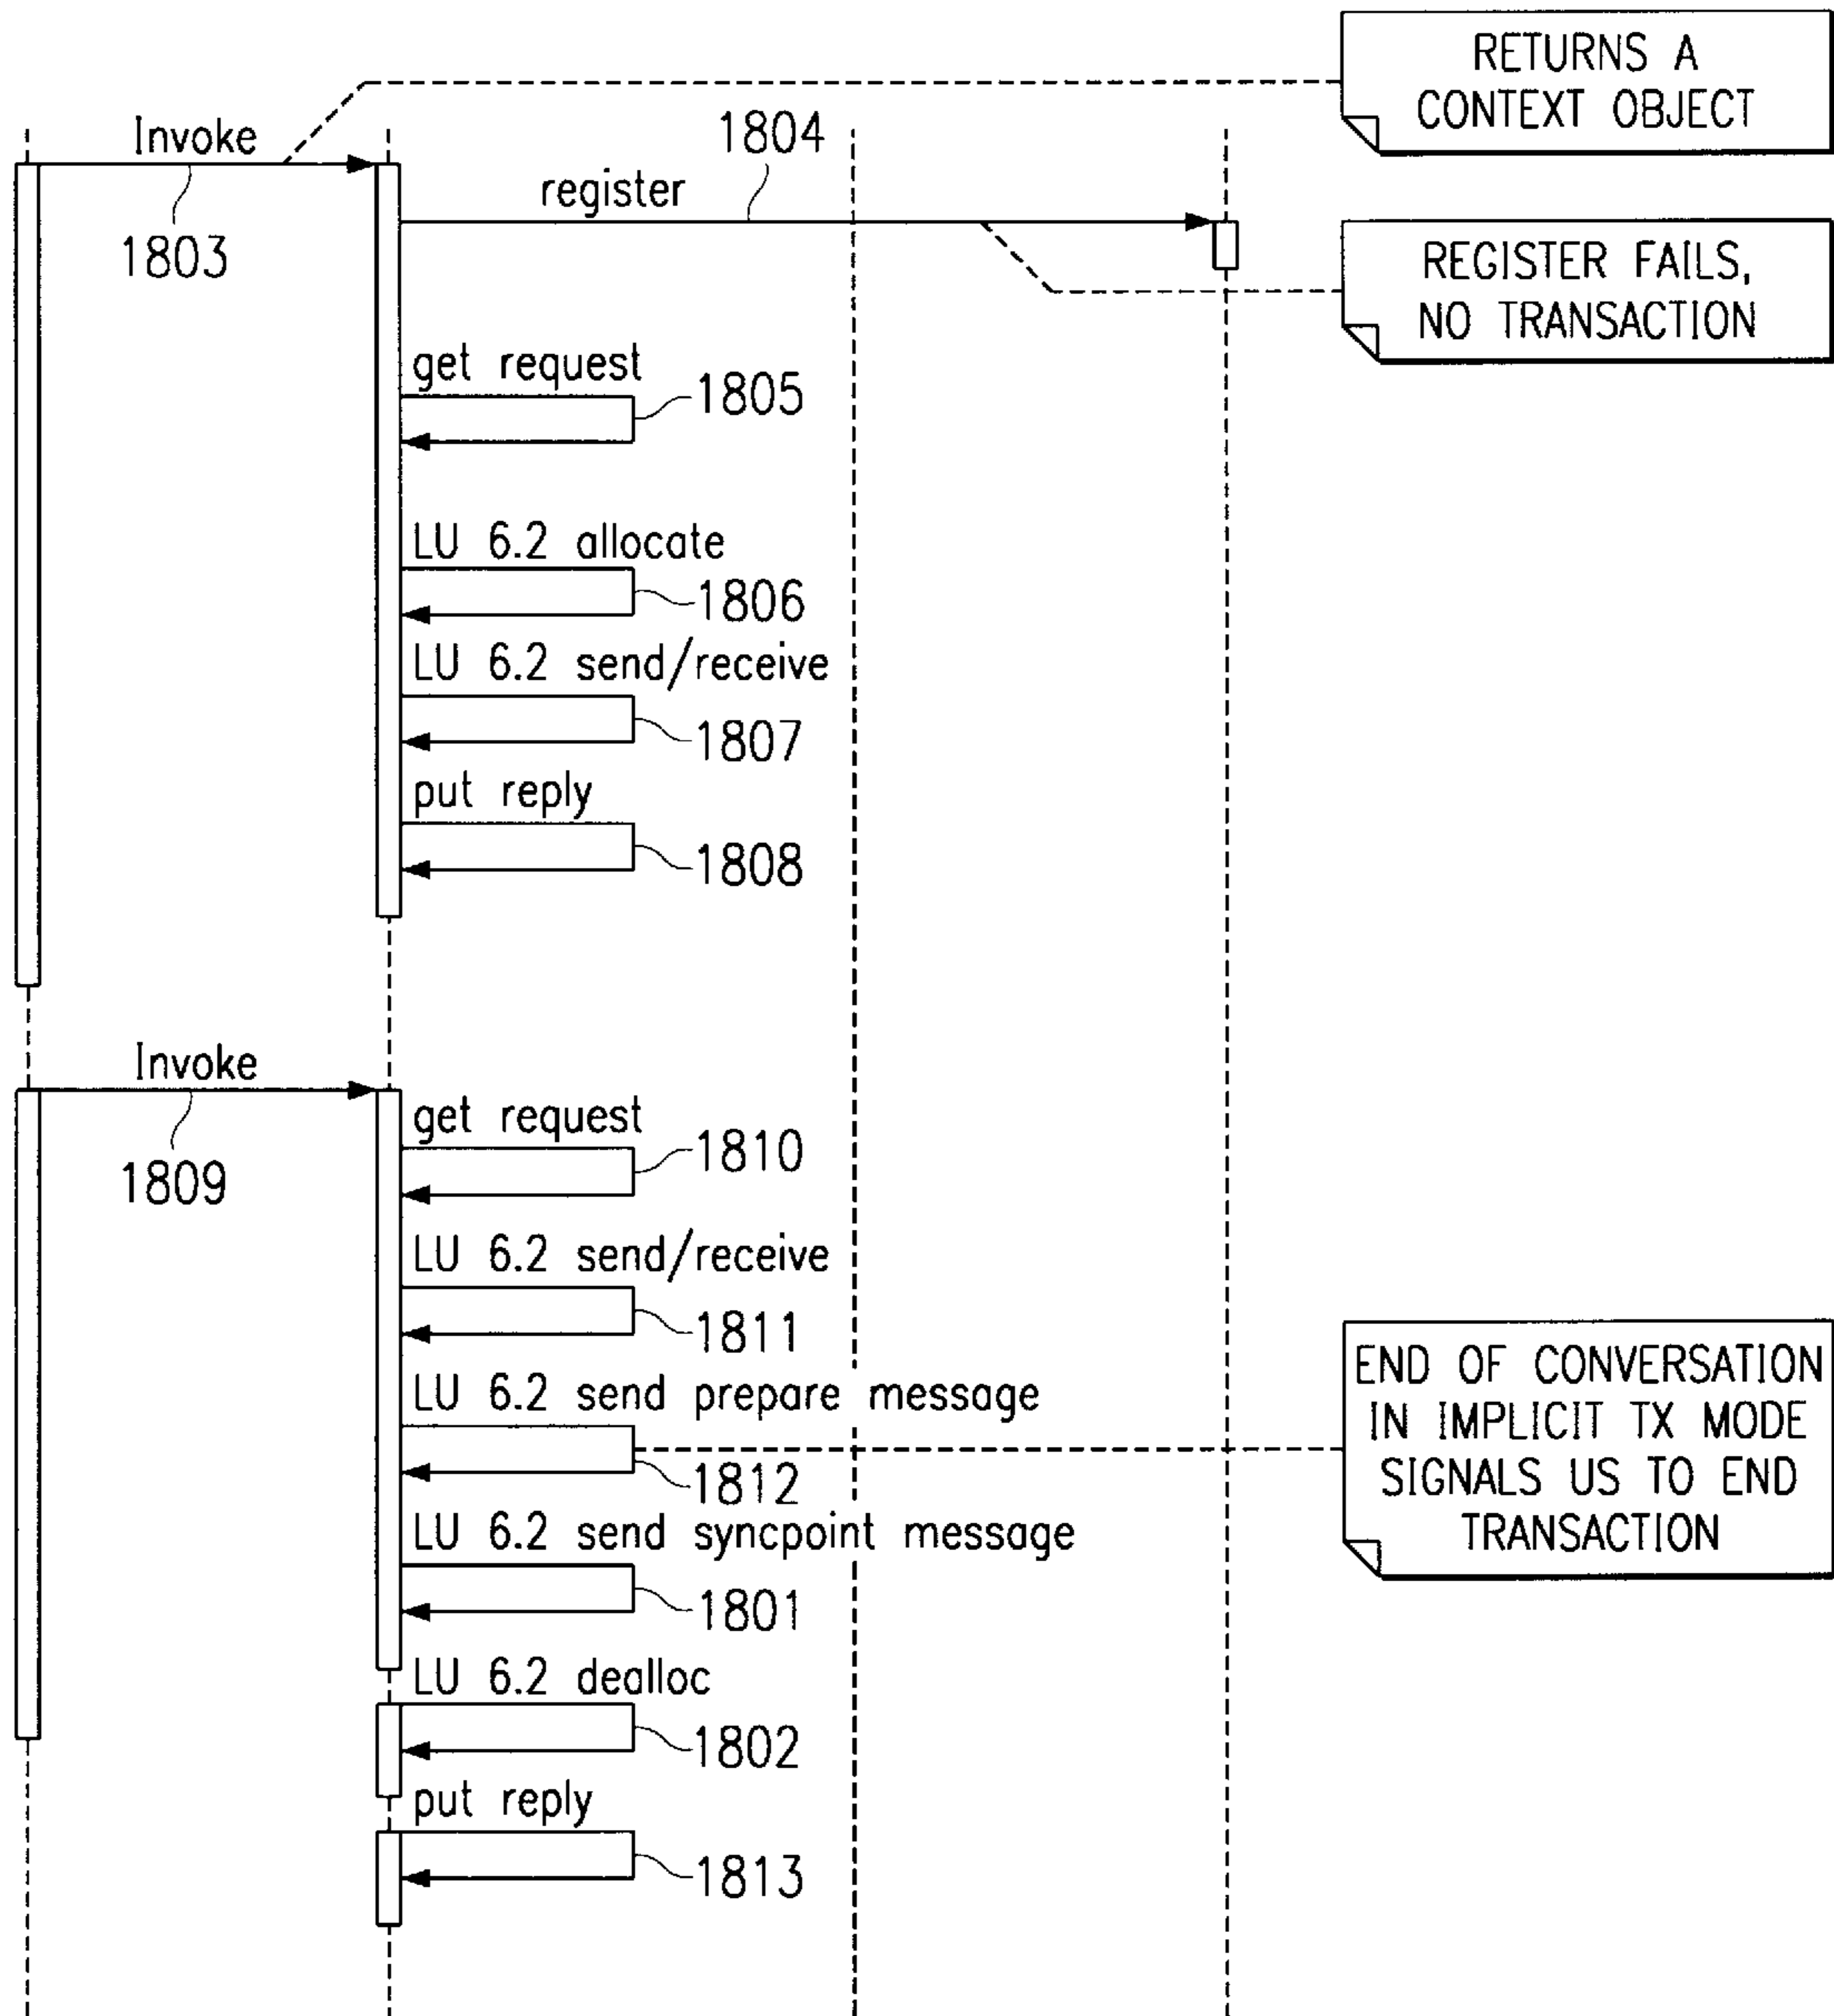 RETURNS A
CONTEXT OBJECT
Invoke
1804
register
1803
REGISTER FAILS,
NO TRANSACTION
get request
1805
LU 6.2 allocate
1806
LU 6.2 send/receive
1807
put reply
1808
Invoke
get request
1810
1809
LU 6.2 send/receive
1811
END OF CONVERSATION
IN IMPLICIT TX MODE
SIGNALS US TO END
TRANSACTION
LU 6.2 send prepare message
1812
LU 6.2 send syncpoint message
1801
LU 6.2 dealloc
1802
put reply
1813